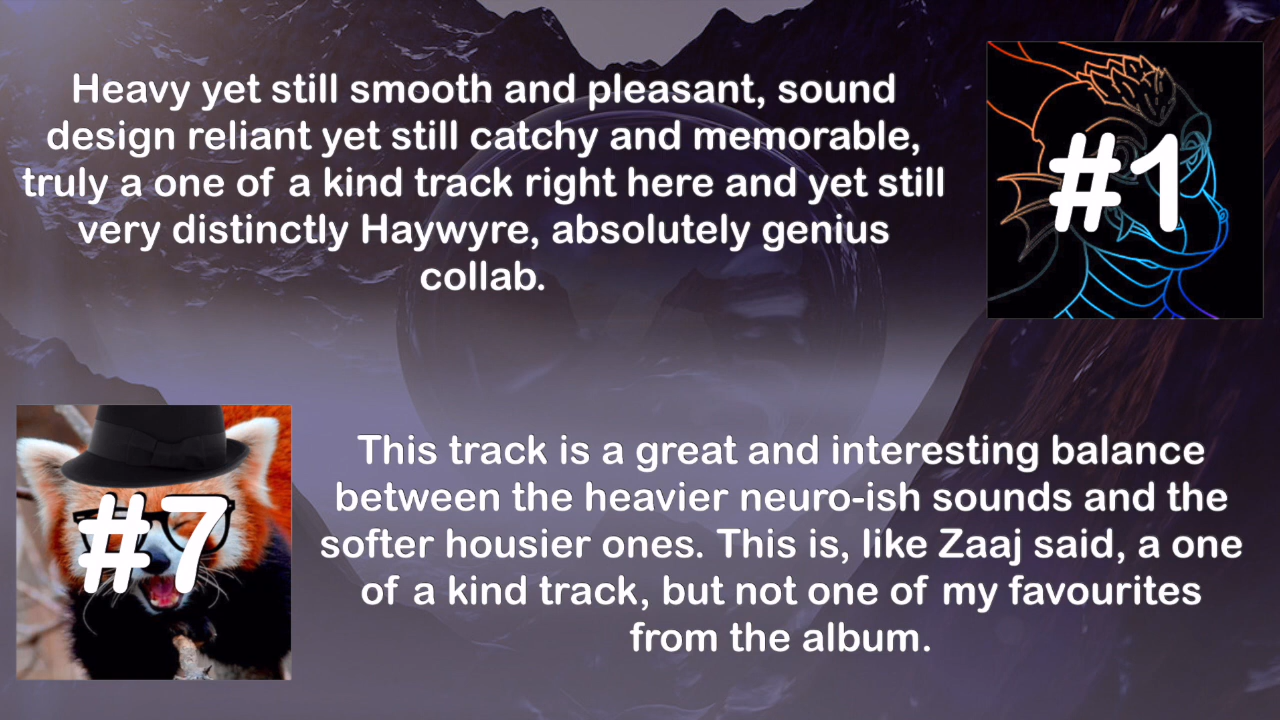 Heavy yet still smooth and pleasant, sound
design reliant yet still catchy and memorable,
truly a one of a kind track right here and yet still
very distinctly Haywyre, absolutely genius
collab.
#1
#7
This track is a great and interesting balance
between the heavier neuro-ish sounds and the
softer housier ones. This is, like Zaaj said, a one
of a kind track, but not one of my favourites
from the album.